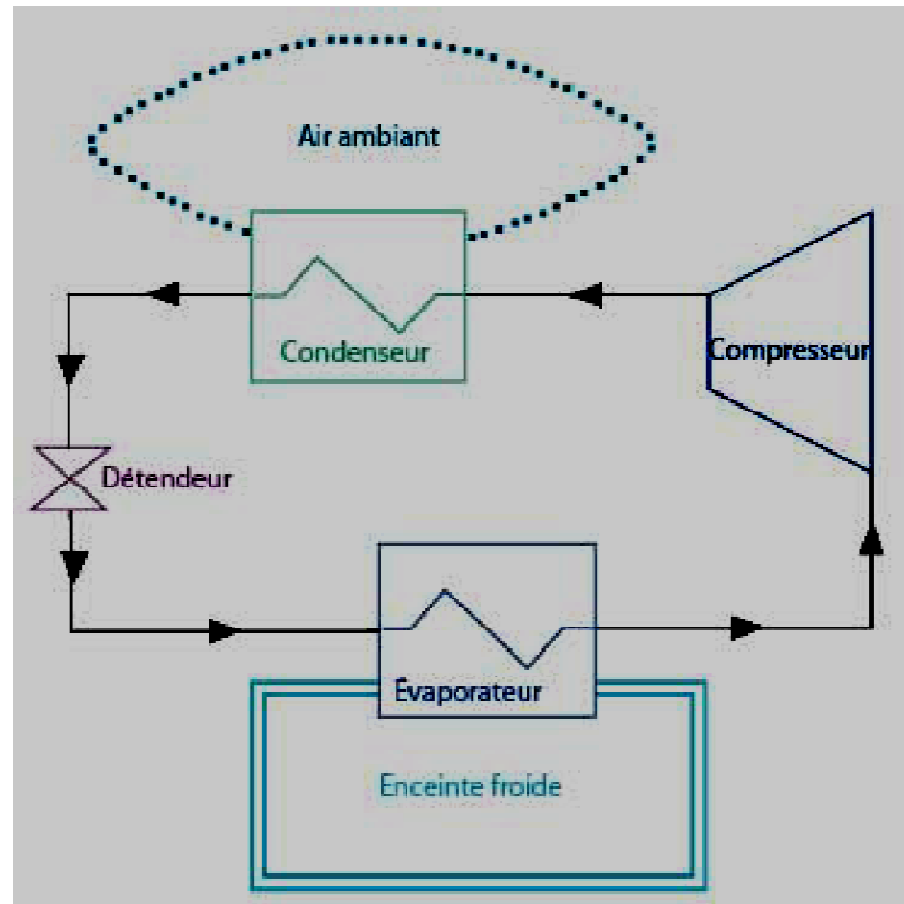 Air ambiant
Condenseur
Compresseur
Détendeur
Evaporateur
Enceinte froide